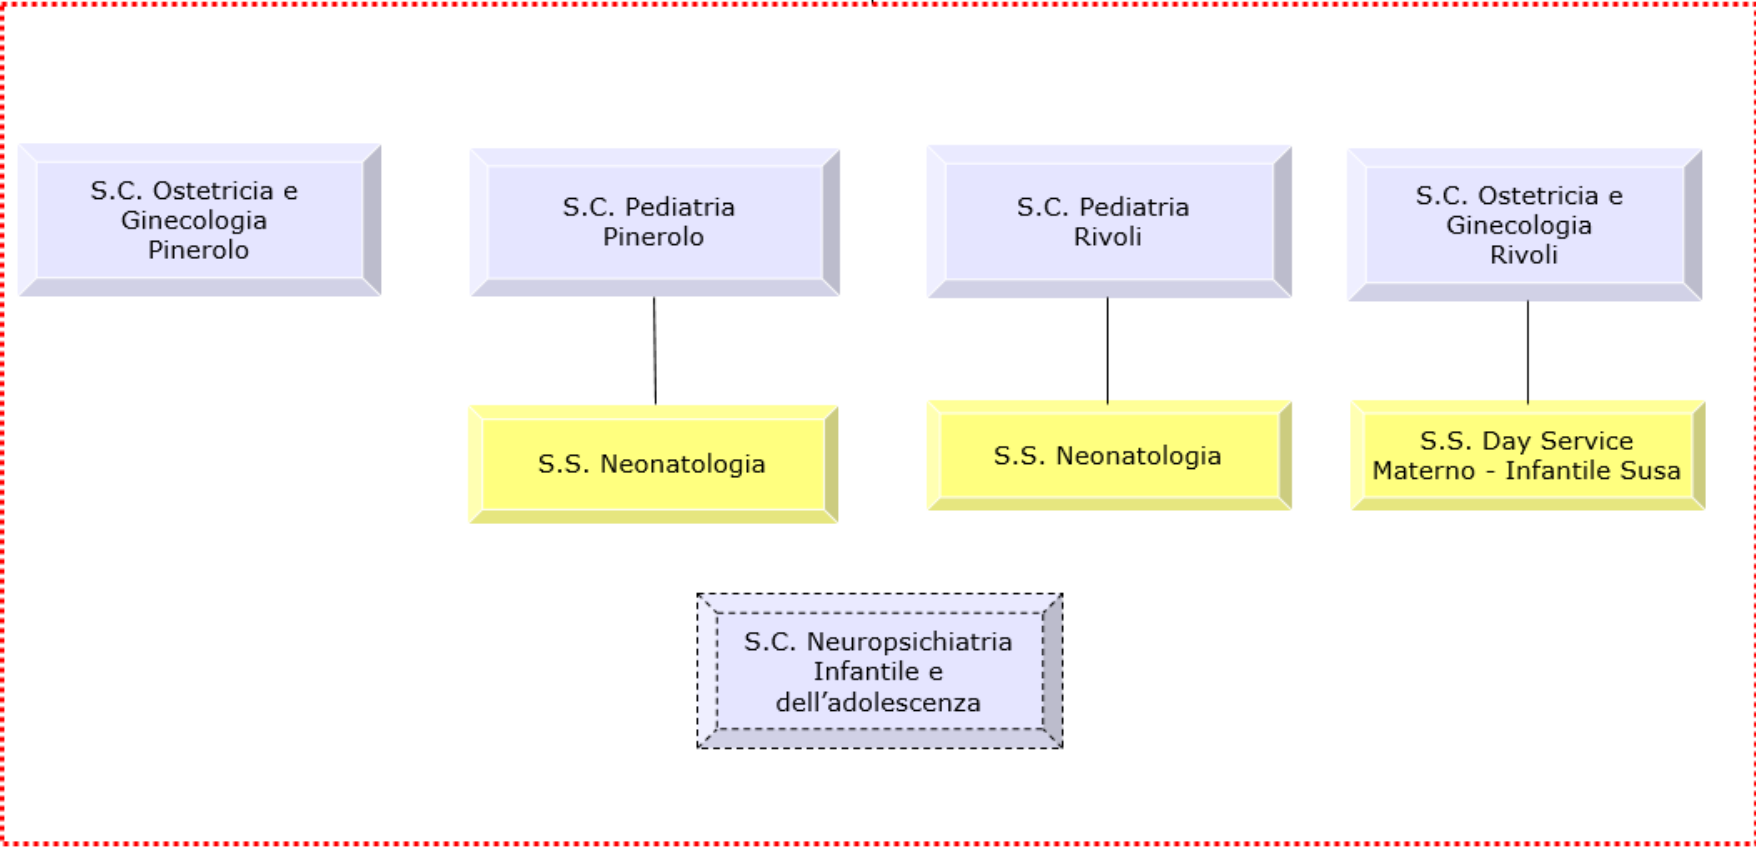 S.C. Ostetricia e
Ginecologia
Pinerolo
S.C. Pediatria
Pinerolo
S.C. Pediatria
Rivoli
S.C. Ostetricia e
Ginecologia
Rivoli
S.S. Neonatologia
S.S. Neonatologia
S.S. Day Service
Materno - Infantile Susa
S.C. Neuropsichiatria
Infantile e
dell’adolescenza